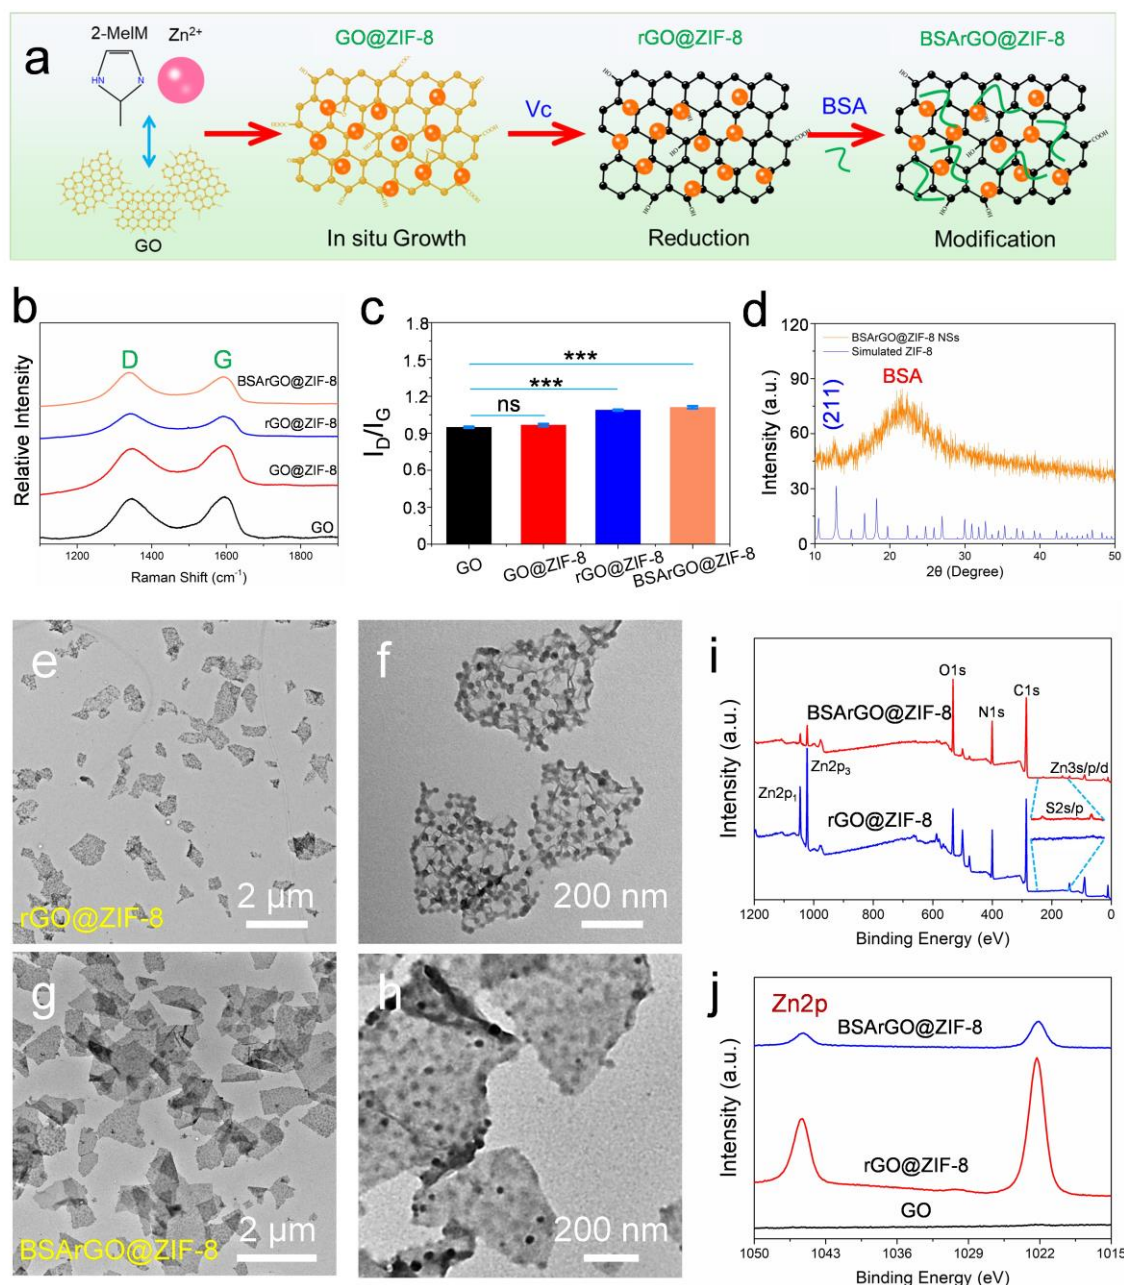 a
2-MeIM
Zn²⁺
HN
N
GO
GO@ZIF-8
In situ Growth
Vc
rGO@ZIF-8
Reduction
BSA
BSArGO@ZIF-8
Modification
COOH
HO
OH
b
Relative Intensity
D
G
BSArGO@ZIF-8
rGO@ZIF-8
GO@ZIF-8
GO
1200 1400 1600 1800
Raman Shift (cm⁻¹)
c
I_D/I_G
1.8
1.5
1.2
0.9
0.6
0.3
0
***
***
ns
GO
GO@ZIF-8
rGO@ZIF-8
BSArGO@ZIF-8
d
Intensity (a.u.)
120
90
60
30
0
BSArGO@ZIF-8 NSs
Simulated ZIF-8
BSA
(211)
10 20 30 40 50
2θ (Degree)
e
rGO@ZIF-8
2 μm
f
200 nm
g
BSArGO@ZIF-8
2 μm
h
200 nm
i
Intensity (a.u.)
O1s
N1s
C1s
BSArGO@ZIF-8
Zn2p₃
Zn2p₁
Zn3s/p/d
S2s/p
rGO@ZIF-8
1200 1000 800 600 400 200 0
Binding Energy (eV)
j
Zn2p
Intensity (a.u.)
BSArGO@ZIF-8
rGO@ZIF-8
GO
1050 1043 1036 1029 1022 1015
Binding Energy (eV)